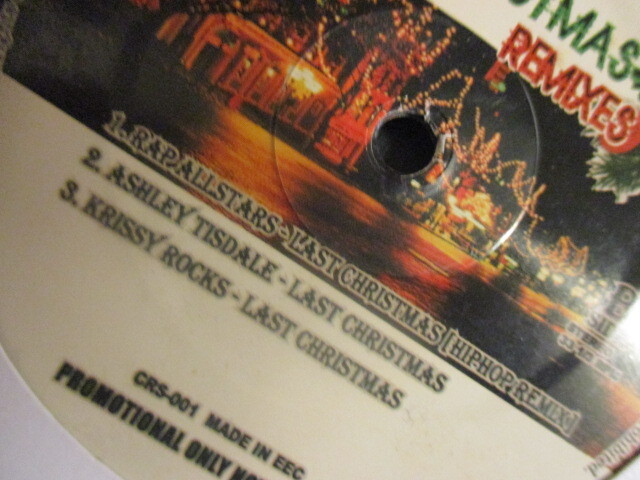 REMIXES
1. RAP ALLSTARS - LAST CHRISTMAS [HIPHOP REMIX]
2. ASHLEY TISDALE - LAST CHRISTMAS
3. KRISSY ROCKS - LAST CHRISTMAS
CRS-001 MADE IN EEC
PROMOTIONAL ONLY